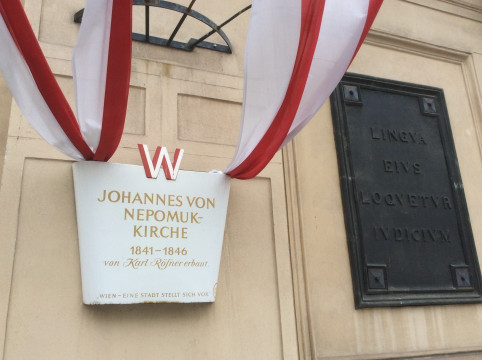 W
JOHANNES VON
NEPOMUK-
KIRCHE
1841–1846
von Karl Rösner erbaut
„WIEN – EINE STADT STELLT SICH VOR“
LINGVA
EIVS
LOQVETVR
IVDICIVM